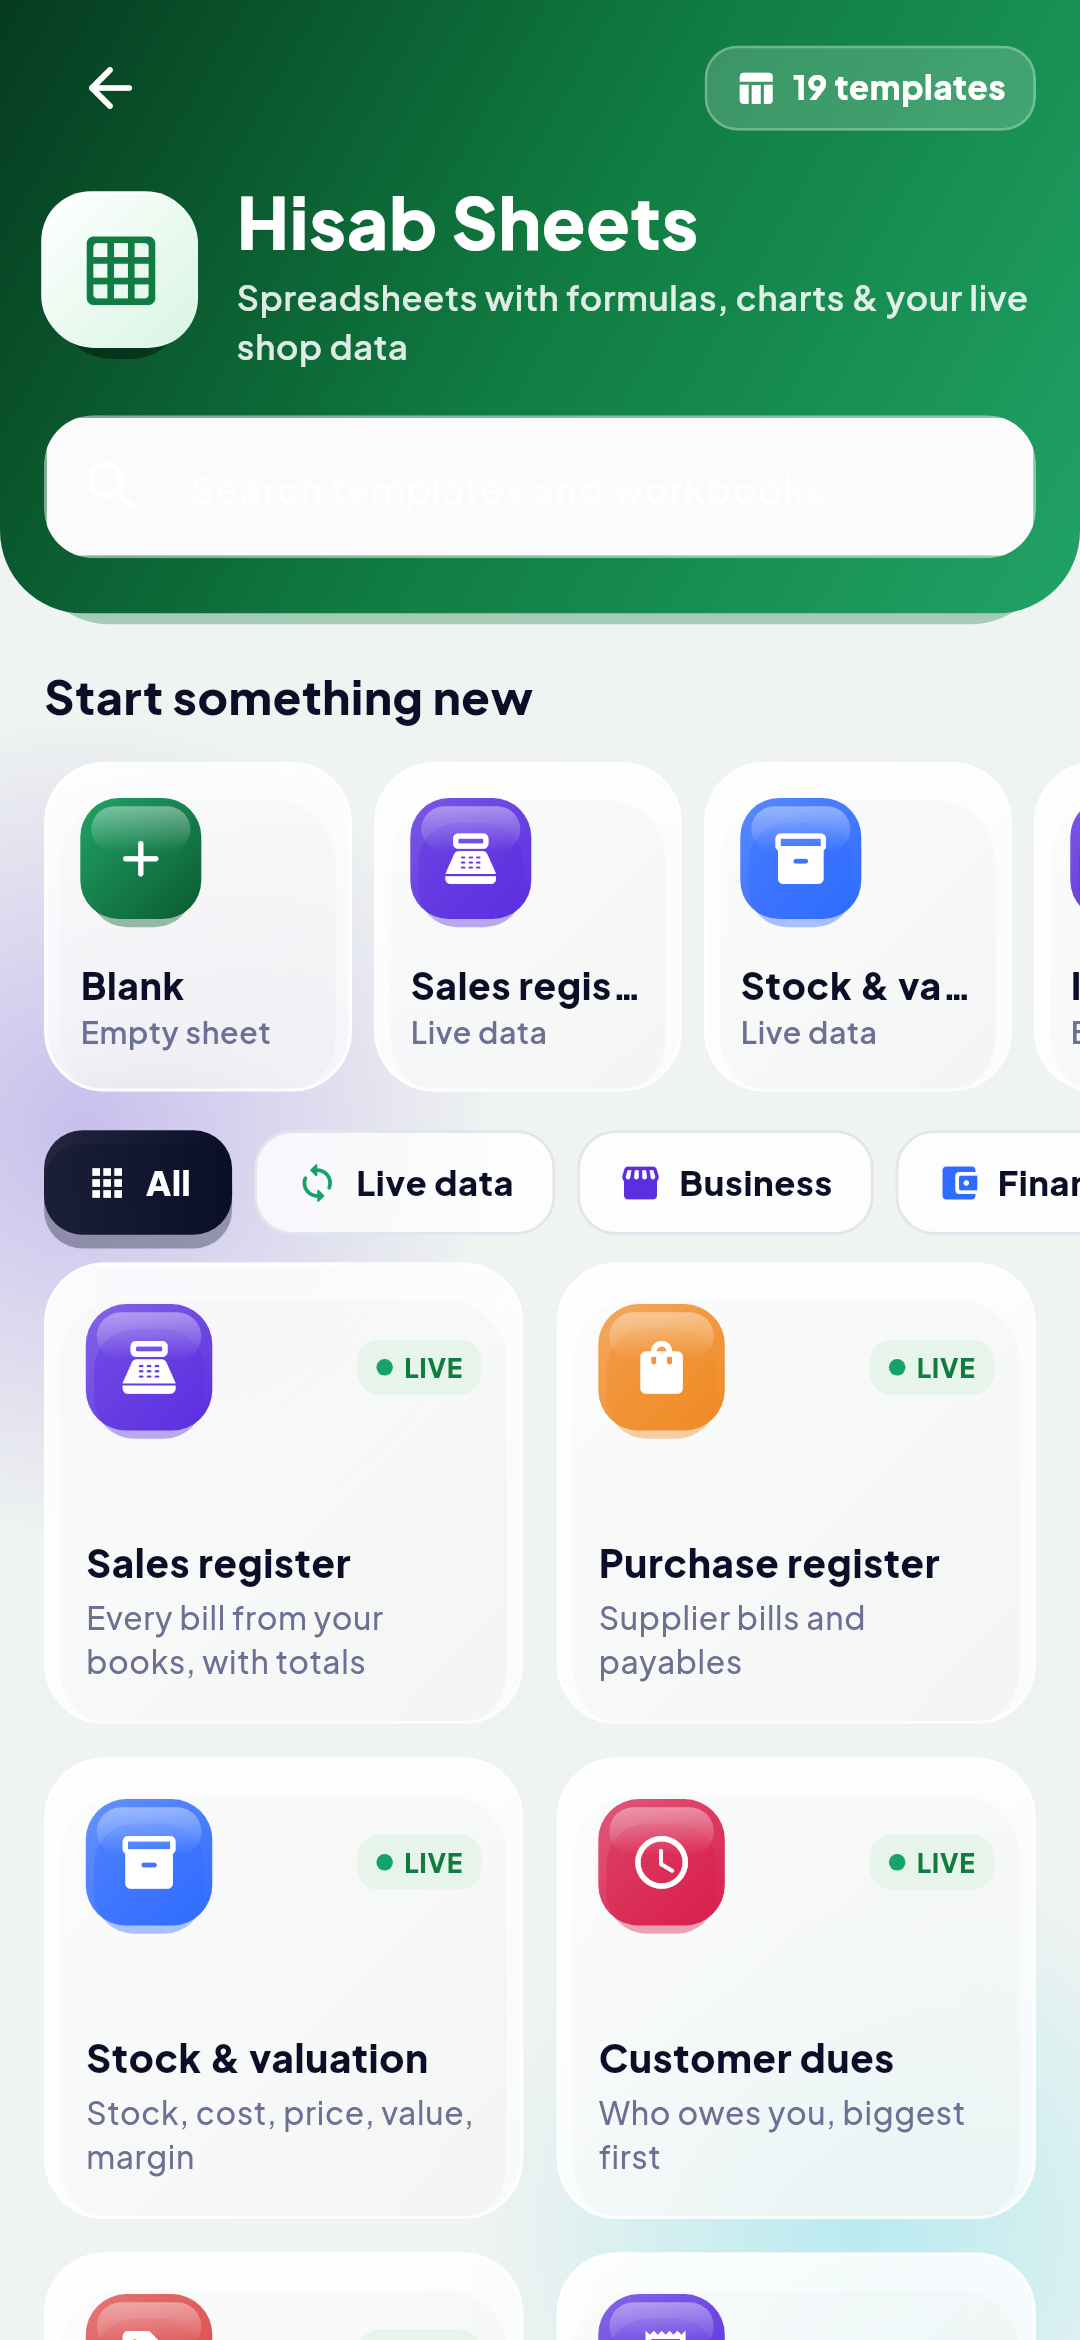 19 templates
Hisab Sheets
Spreadsheets with formulas, charts & your live
shop data
Search templates and workbooks
Start something new
Blank
Empty sheet
Sales regis...
Live data
Stock & va...
Live data
All
Live data
Business
Finan
LIVE
LIVE
Sales register
Every bill from your
books, with totals
Purchase register
Supplier bills and
payables
LIVE
LIVE
Stock & valuation
Stock, cost, price, value,
margin
Customer dues
Who owes you, biggest
first